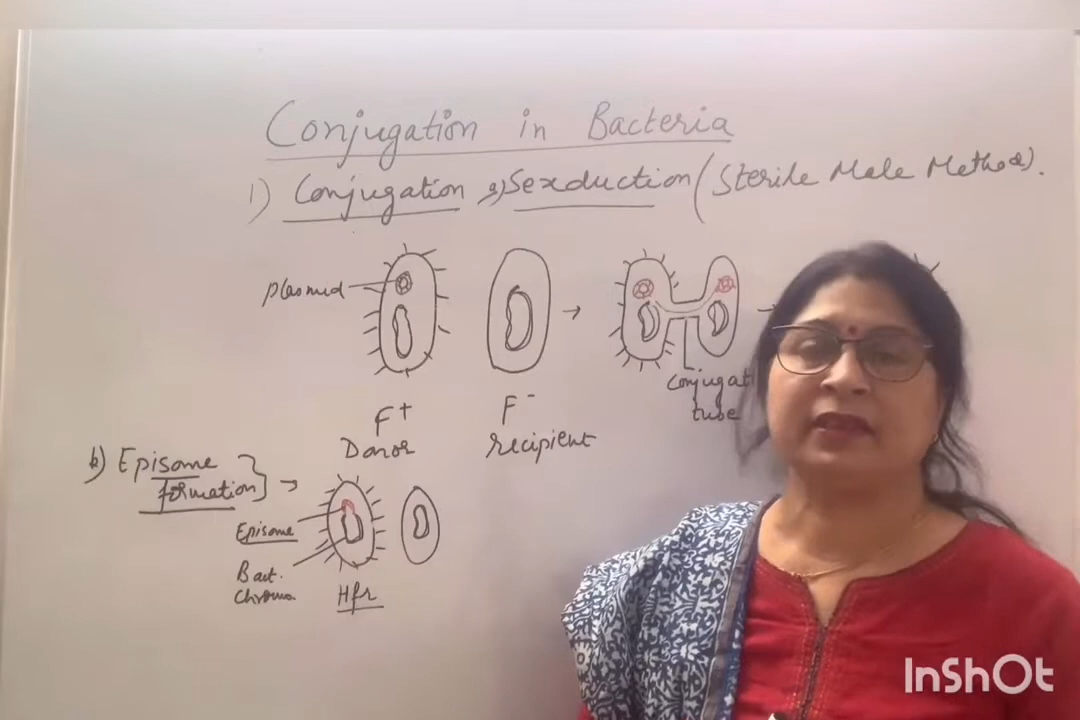 Conjugation in Bacteria
1) Conjugation & Sexduction (Sterile Male Method).
plasmid
F+
Donor
F-
recipient
Conjugat
tube
b) Episome
formation
Episome
Bact.
Chromo.
Hfr
InShOt